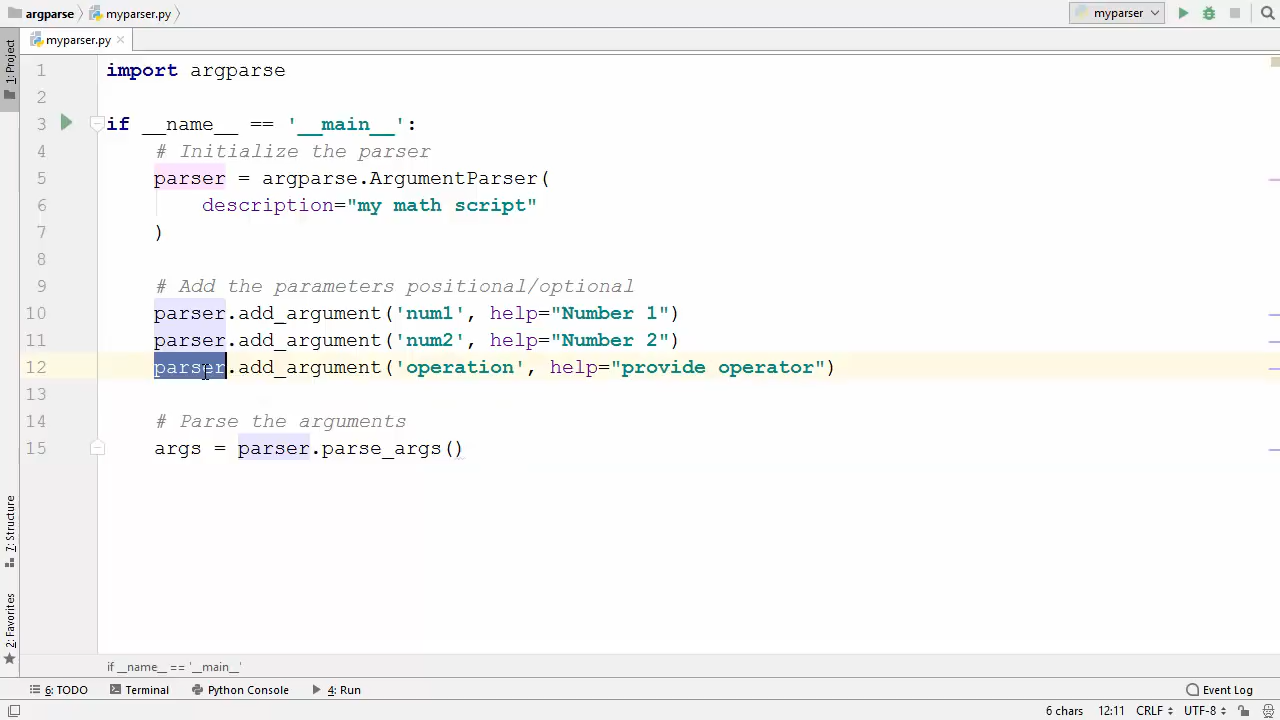 argparse myparser.py myparser
myparser.py
1: Project
1 import argparse
2
3 if __name__ == '__main__':
4 # Initialize the parser
5 parser = argparse.ArgumentParser(
6 description="my math script"
7 )
8
9 # Add the parameters positional/optional
10 parser.add_argument('num1', help="Number 1")
11 parser.add_argument('num2', help="Number 2")
12 parser.add_argument('operation', help="provide operator")
13
14 # Parse the arguments
15 args = parser.parse_args()
7: Structure
2: Favorites
if __name__ == '__main__'
6: TODO Terminal Python Console 4: Run Event Log
6 chars 12:11 CRLF UTF-8